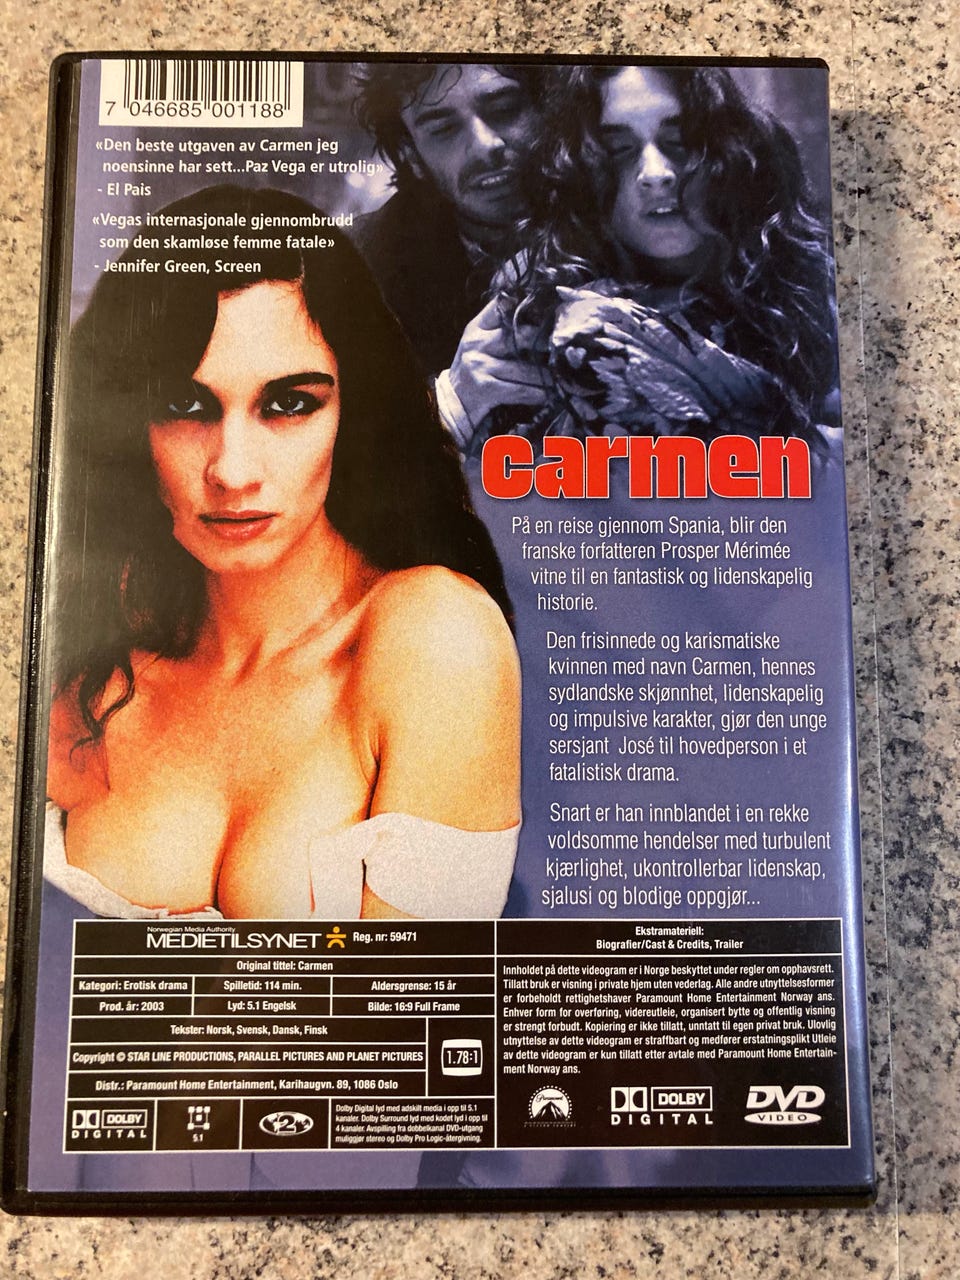 7 046685 001188
«Den beste utgaven av Carmen jeg
noensinne har sett...Paz Vega er utrolig»
- El Pais
«Vegas internasjonale gjennombrudd
som den skamløse femme fatale»
- Jennifer Green, Screen
carmen
På en reise gjennom Spania, blir den
franske forfatteren Prosper Mérimée
vitne til en fantastisk og lidenskapelig
historie.
Den frisinnede og karismatiske
kvinnen med navn Carmen, hennes
sydlandske skjønnhet, lidenskapelig
og impulsive karakter, gjør den unge
sersjant José til hovedperson i et
fatalistisk drama.
Snart er han innblandet i en rekke
voldsomme hendelser med turbulent
kjærlighet, ukontrollerbar lidenskap,
sjalusi og blodige oppgjør...
Norwegian Media Authority
MEDIETILSYNET Reg. nr: 59471
Original tittel: Carmen
Kategori: Erotisk drama Spilletid: 114 min. Aldersgrense: 15 år
Prod. år: 2003 Lyd: 5.1 Engelsk Bilde: 16:9 Full Frame
Tekster: Norsk, Svensk, Dansk, Finsk
Copyright © STAR LINE PRODUCTIONS, PARALLEL PICTURES AND PLANET PICTURES
1.78:1
Distr.: Paramount Home Entertainment, Karihaugvn. 89, 1086 Oslo
DOLBY
DIGITAL
5.1
2
Dolby Digital lyd med adskilt media i opp til 5.1
kanaler. Dolby Surround lyd med kodet lyd i opp til
4 kanaler. Avspilling fra dobbelkanal DVD-utgang
muliggjør stereo og Dolby Pro Logic-återgivning.
Ekstramateriell:
Biografier/Cast & Credits, Trailer
Innholdet på dette videogram er i Norge beskyttet under regler om opphavsrett.
Tillatt bruk er visning i private hjem uten vederlag. Alle andre utnyttelsesformer
er forbeholdt rettighetshaver Paramount Home Entertainment Norway ans.
Enhver form for overføring, videreutleie, organisert bytte og offentlig visning
er strengt forbudt. Kopiering er ikke tillatt, unntatt til egen privat bruk. Ulovlig
utnyttelse av dette videogram er straffbart og medfører erstatningsplikt Utleie
av dette videogram er kun tillatt etter avtale med Paramount Home Entertain-
ment Norway ans.
Paramount
DOLBY
DIGITAL
DVD
VIDEO